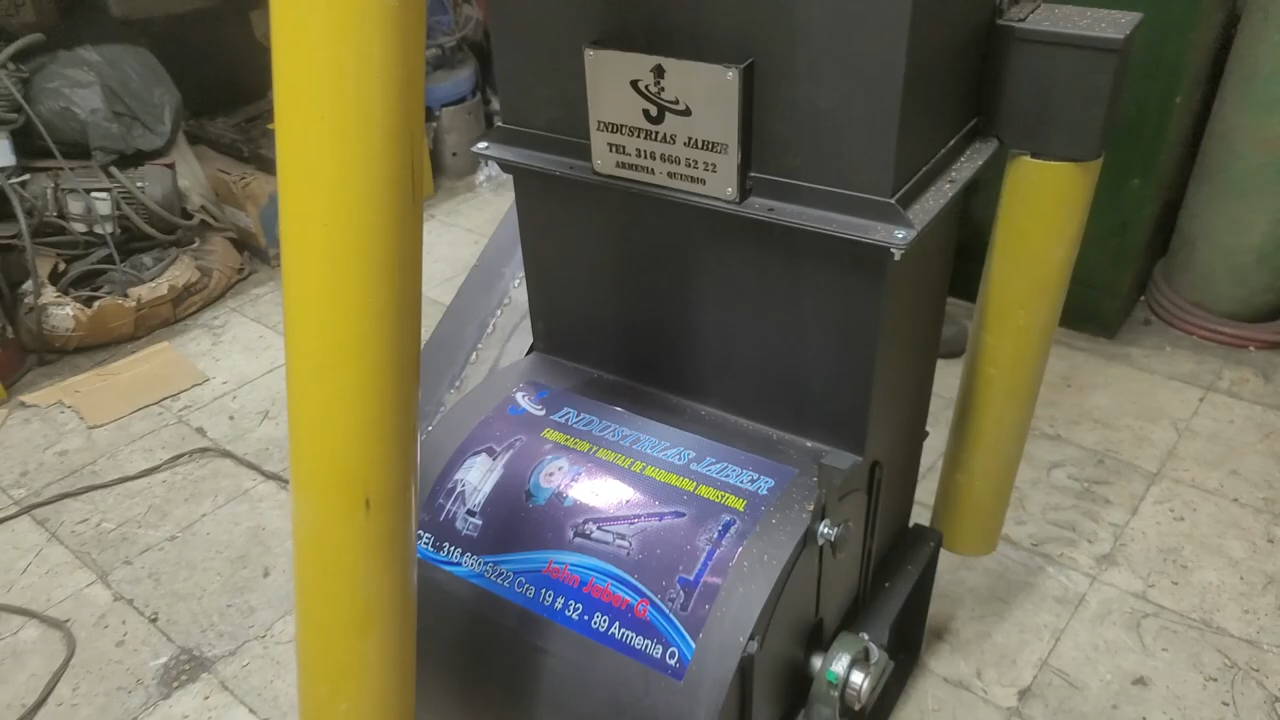 INDUSTRIAS JABER
TEL. 316 660 52 22
ARMENIA - QUINDIO
INDUSTRIAS JABER
FABRICACIÓN Y MONTAJE DE MAQUINARIA INDUSTRIAL
John Jaber G.
CEL: 316 660 5222 Cra 19 # 32 - 89 Armenia Q.